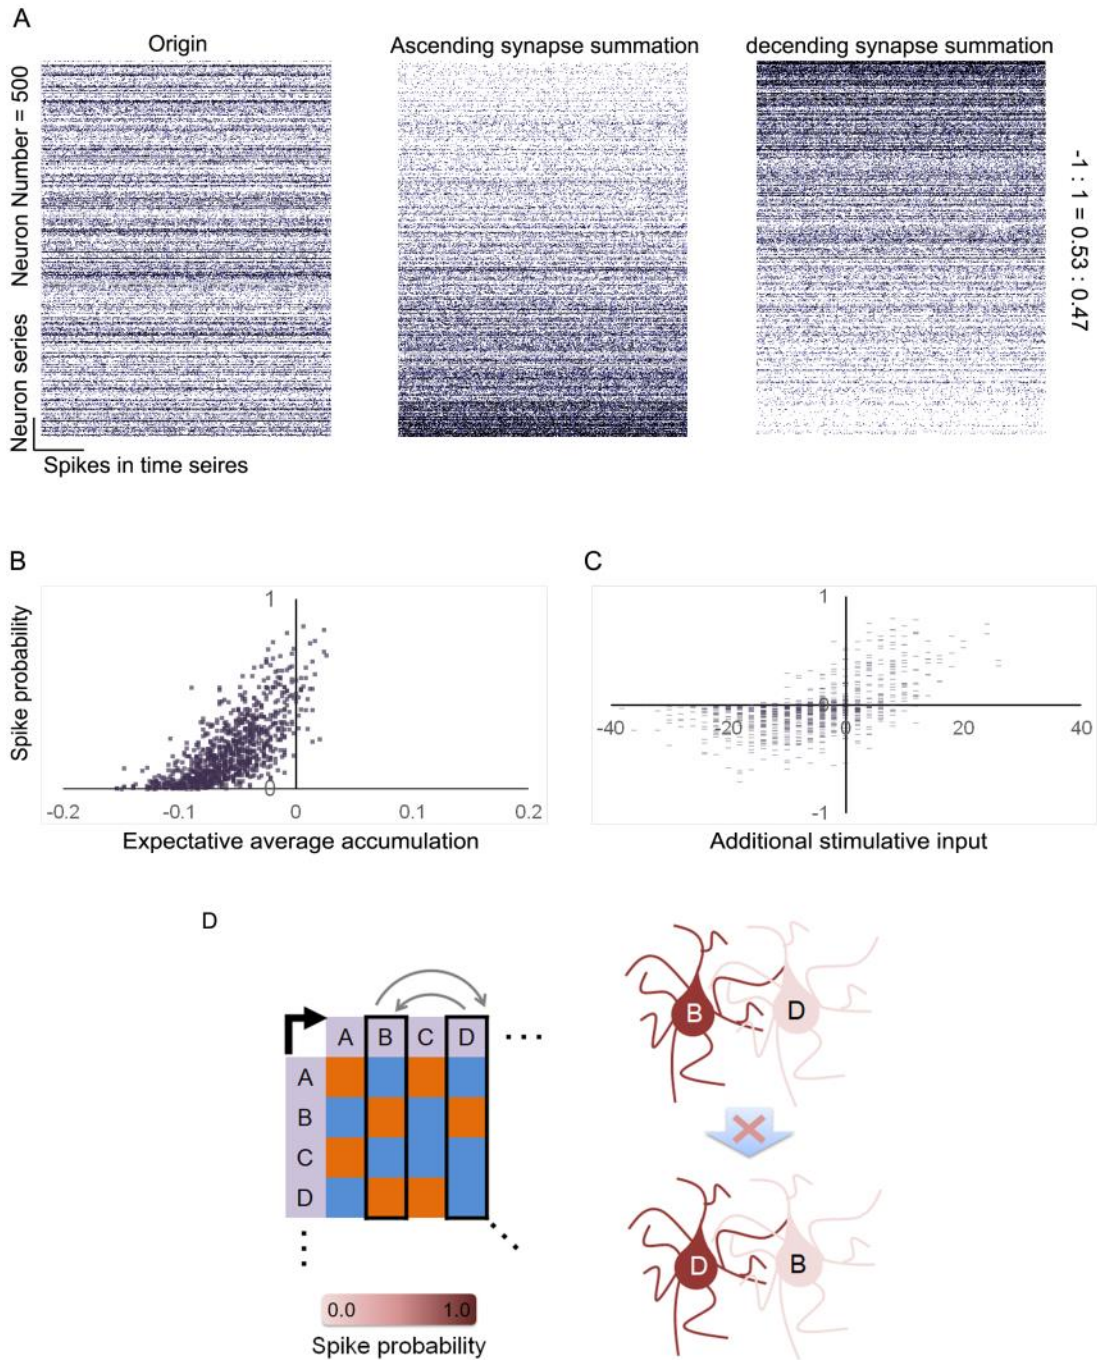 A
Origin
Ascending synapse summation
decending synapse summation
Neuron series Neuron Number = 500
-1 : 1 = 0.53 : 0.47
Spikes in time seires
B
Spike probability
1
0
-0.2 -0.1 0 0.1 0.2
Expectative average accumulation
C
1
0
-40 -20 0 20 40
-1
Additional stimulative input
D
A B C D
A
B
C
D
0.0 1.0
Spike probability
B D
D B